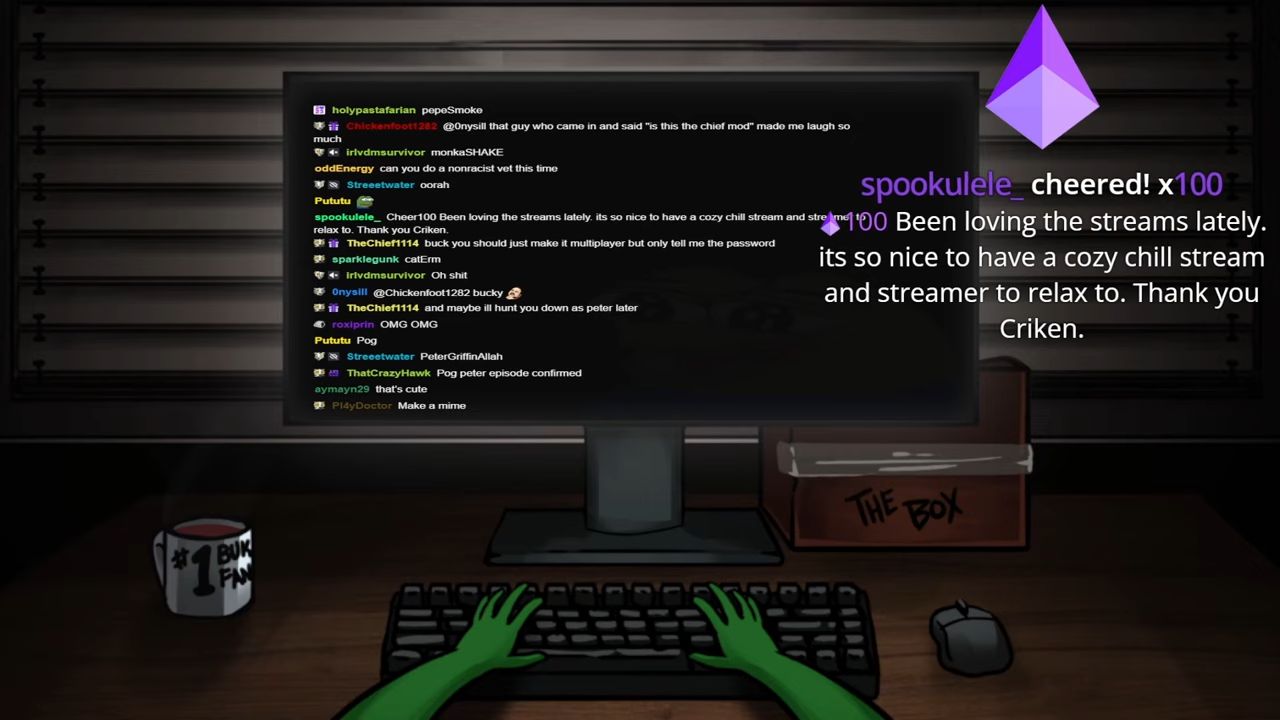 holypastafarian pepeSmoke
Chickenfoot1282 @0nysill that guy who came in and said "is this the chief mod" made me laugh so
much
irlvdmsurvivor monkaSHAKE
oddEnergy can you do a nonracist vet this time
Streeetwater oorah
Pututu
spookulele_ Cheer100 Been loving the streams lately. its so nice to have a cozy chill stream and streamer to
relax to. Thank you Criken.
TheChief1114 buck you should just make it multiplayer but only tell me the password
sparklegunk catErm
irlvdmsurvivor Oh shit
0nysill @Chickenfoot1282 bucky
TheChief1114 and maybe ill hunt you down as peter later
roxiprin OMG OMG
Pututu Pog
Streeetwater PeterGriffinAllah
ThatCrazyHawk Pog peter episode confirmed
aymayn29 that's cute
Pl4yDoctor Make a mime
spookulele_ cheered! x100
100 Been loving the streams lately.
its so nice to have a cozy chill stream
and streamer to relax to. Thank you
Criken.
THE BOX
#1 BUK
FAN